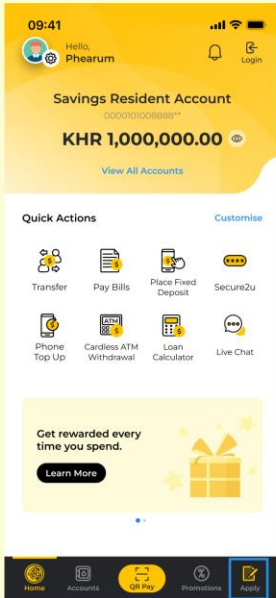 09:41
Hello,
Phearum
Login
Savings Resident Account
0000101008888**
KHR 1,000,000.00
View All Accounts
Quick Actions
Customise
Transfer
Pay Bills
Place Fixed
Deposit
Secure2u
Phone
Top Up
ATM
Cardless ATM
Withdrawal
Loan
Calculator
Live Chat
Get rewarded every
time you spend.
Learn More
Home
Accounts
QR Pay
Promotions
Apply